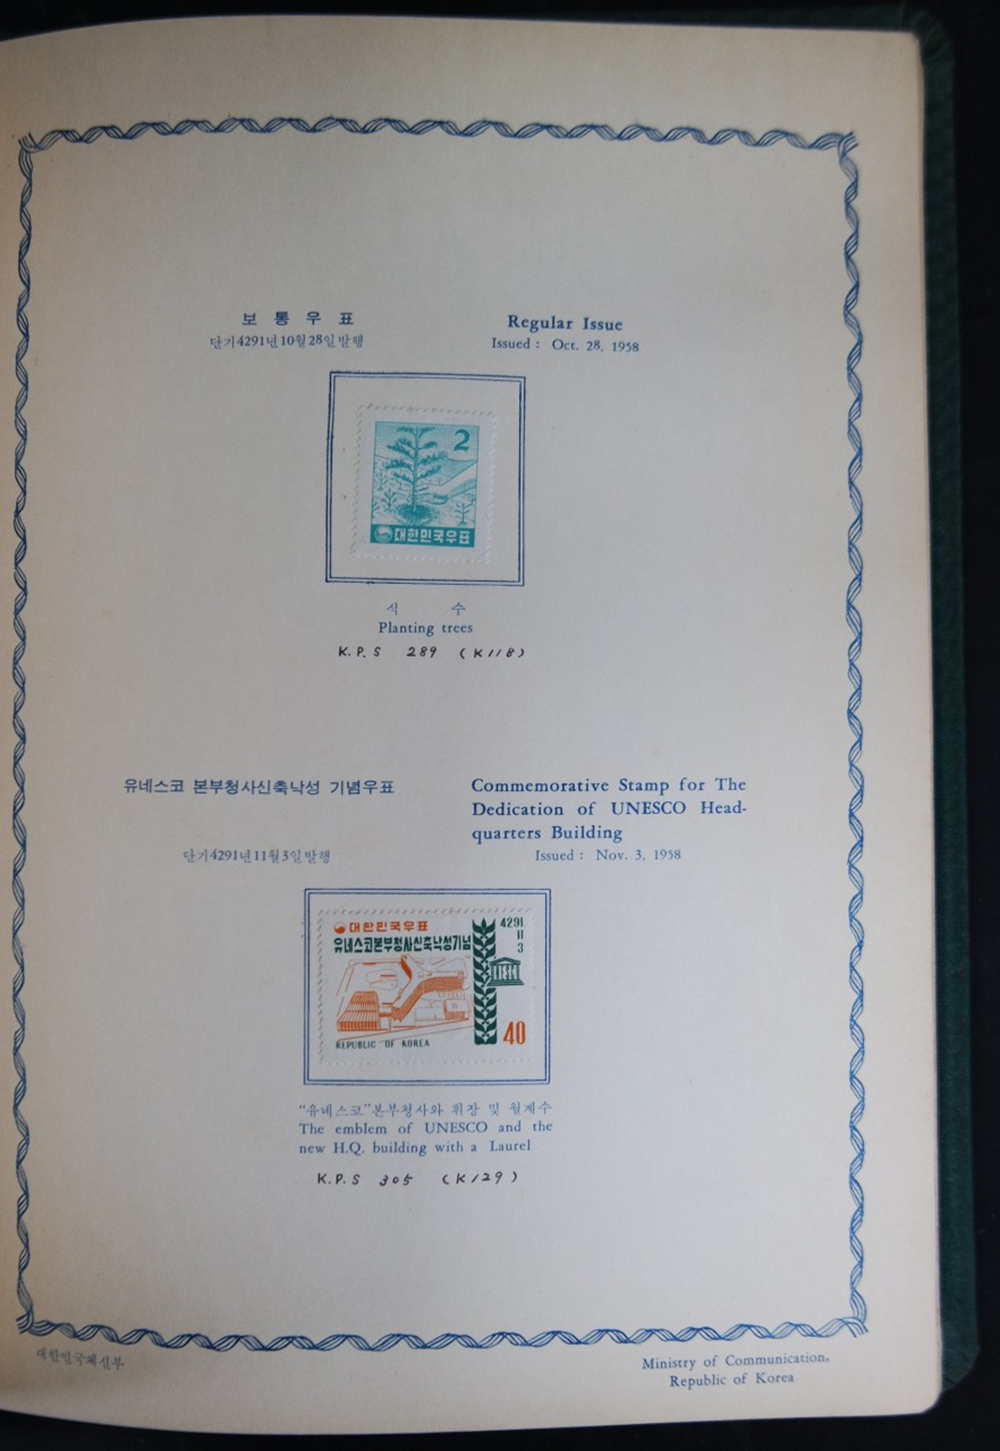 보통우표
단기4291년10월28일발행
Regular Issue
Issued : Oct. 28, 1958
2
대한민국우표
식 수
Planting trees
K.P.S 289 (K118)
유네스코 본부청사신축낙성 기념우표
단기4291년11월3일발행
Commemorative Stamp for The
Dedication of UNESCO Head-
quarters Building
Issued : Nov. 3, 1958
대한민국우표
유네스코본부청사신축낙성기념
4291
11
3
40
REPUBLIC OF KOREA
“유네스코”본부청사와 휘장 및 월계수
The emblem of UNESCO and the
new H.Q. building with a Laurel
K.P.S 305 (K129)
대한민국체신부
Ministry of Communication,
Republic of Korea